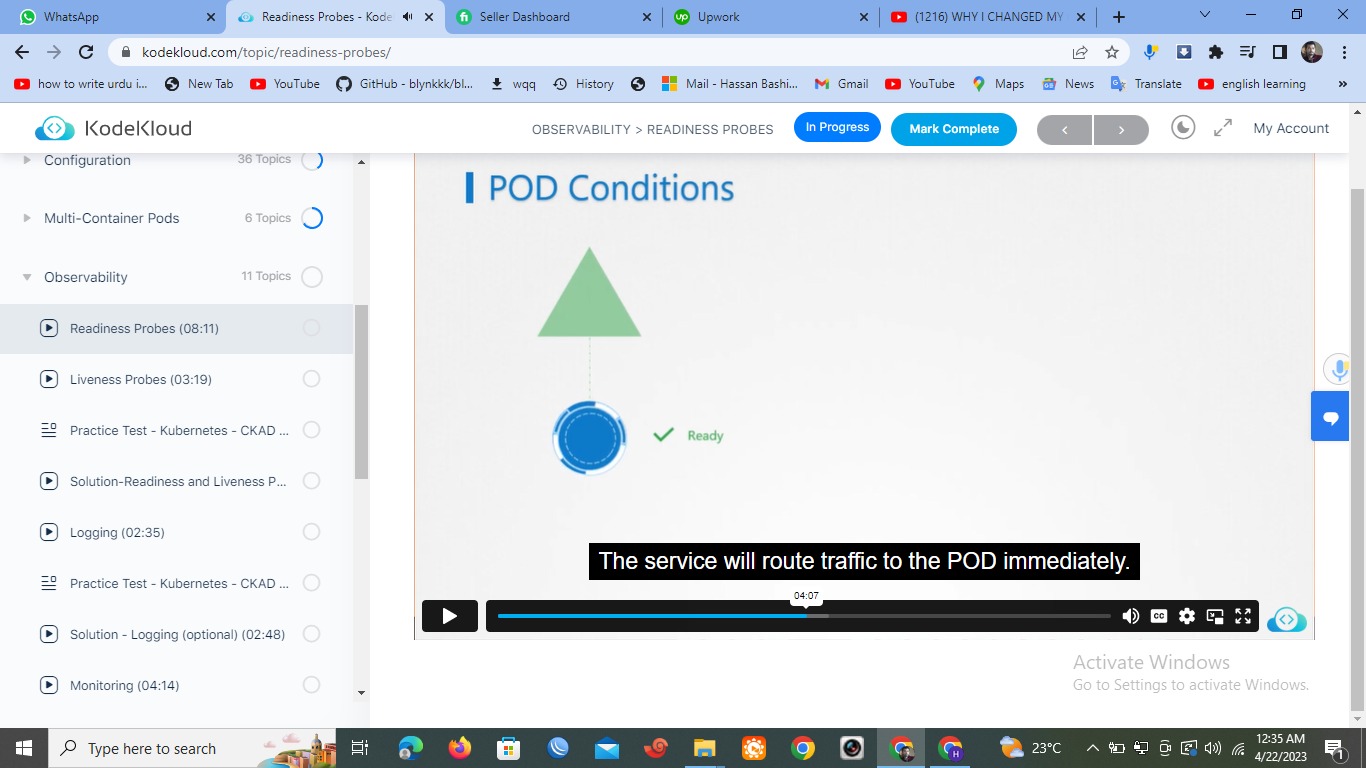 WhatsApp
Readiness Probes - Kode
Seller Dashboard
Upwork
(1216) WHY I CHANGED MY
kodekloud.com/topic/readiness-probes/
how to write urdu i...
New Tab
YouTube
GitHub - blynkkk/bl...
wqq
History
Mail - Hassan Bashi...
Gmail
YouTube
Maps
News
Translate
english learning
»
KodeKloud
OBSERVABILITY > READINESS PROBES
In Progress
Mark Complete
<
>
My Account
Configuration
36 Topics
Multi-Container Pods
6 Topics
Observability
11 Topics
Readiness Probes (08:11)
Liveness Probes (03:19)
Practice Test - Kubernetes - CKAD ...
Solution-Readiness and Liveness P...
Logging (02:35)
Practice Test - Kubernetes - CKAD ...
Solution - Logging (optional) (02:48)
Monitoring (04:14)
POD Conditions
Ready
The service will route traffic to the POD immediately.
04:07
CC
Activate Windows
Go to Settings to activate Windows.
Type here to search
H
23°C
12:35 AM
4/22/2023
1